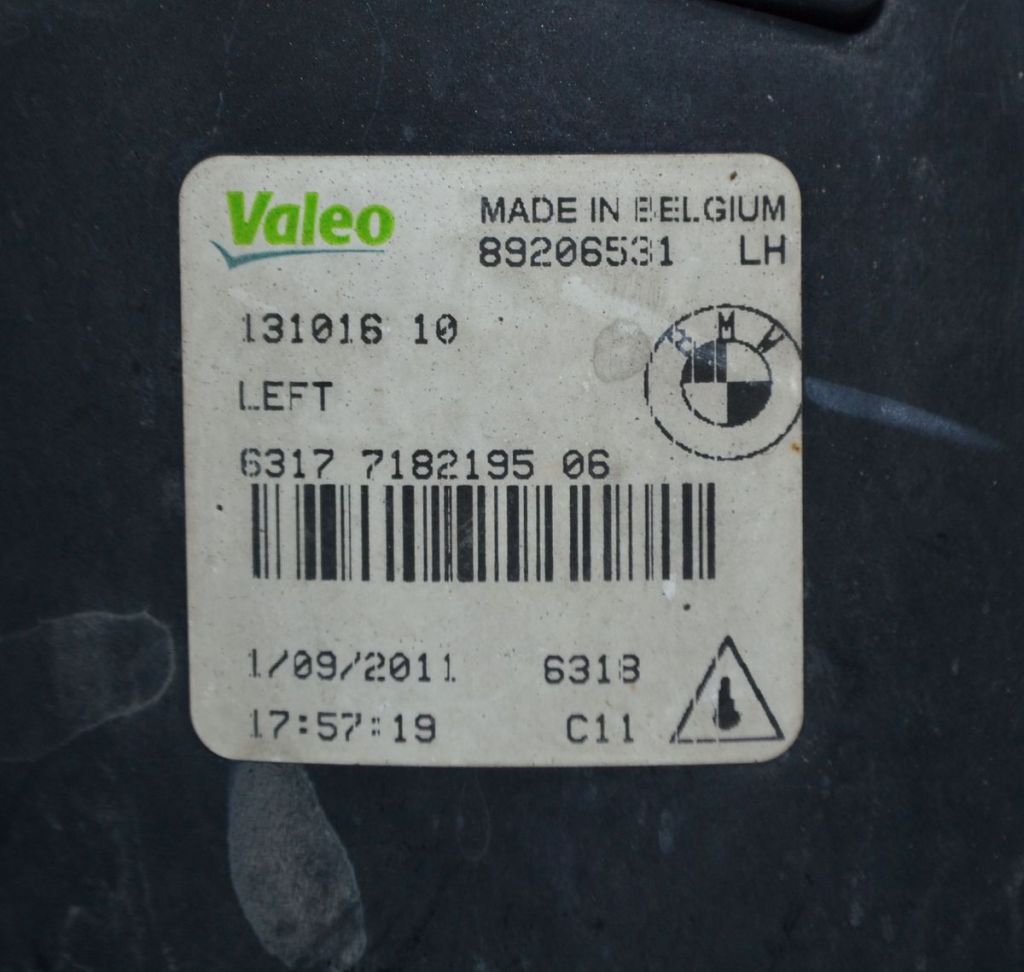 Valeo
MADE IN BELGIUM
89206531 LH
131016 10
BMW
LEFT
6317 7182195 06
1/09/2011 6318
17:57:19 C11